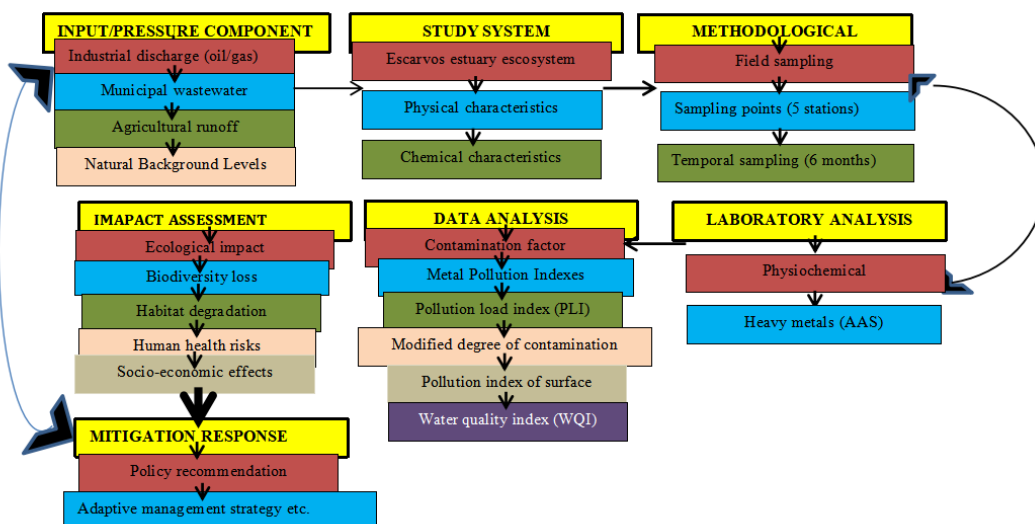 INPUT/PRESSURE COMPONENT
Industrial discharge (oil/gas)
Municipal wastewater
Agricultural runoff
Natural Background Levels
STUDY SYSTEM
Escarvos estuary escosystem
Physical characteristics
Chemical characteristics
METHODOLOGICAL
Field sampling
Sampling points (5 stations)
Temporal sampling (6 months)
IMAPACT ASSESSMENT
Ecological impact
Biodiversity loss
Habitat degradation
Human health risks
Socio-economic effects
DATA ANALYSIS
Contamination factor
Metal Pollution Indexes
Pollution load index (PLI)
Modified degree of contamination
Pollution index of surface
Water quality index (WQI)
LABORATORY ANALYSIS
Physiochemical
Heavy metals (AAS)
MITIGATION RESPONSE
Policy recommendation
Adaptive management strategy etc.